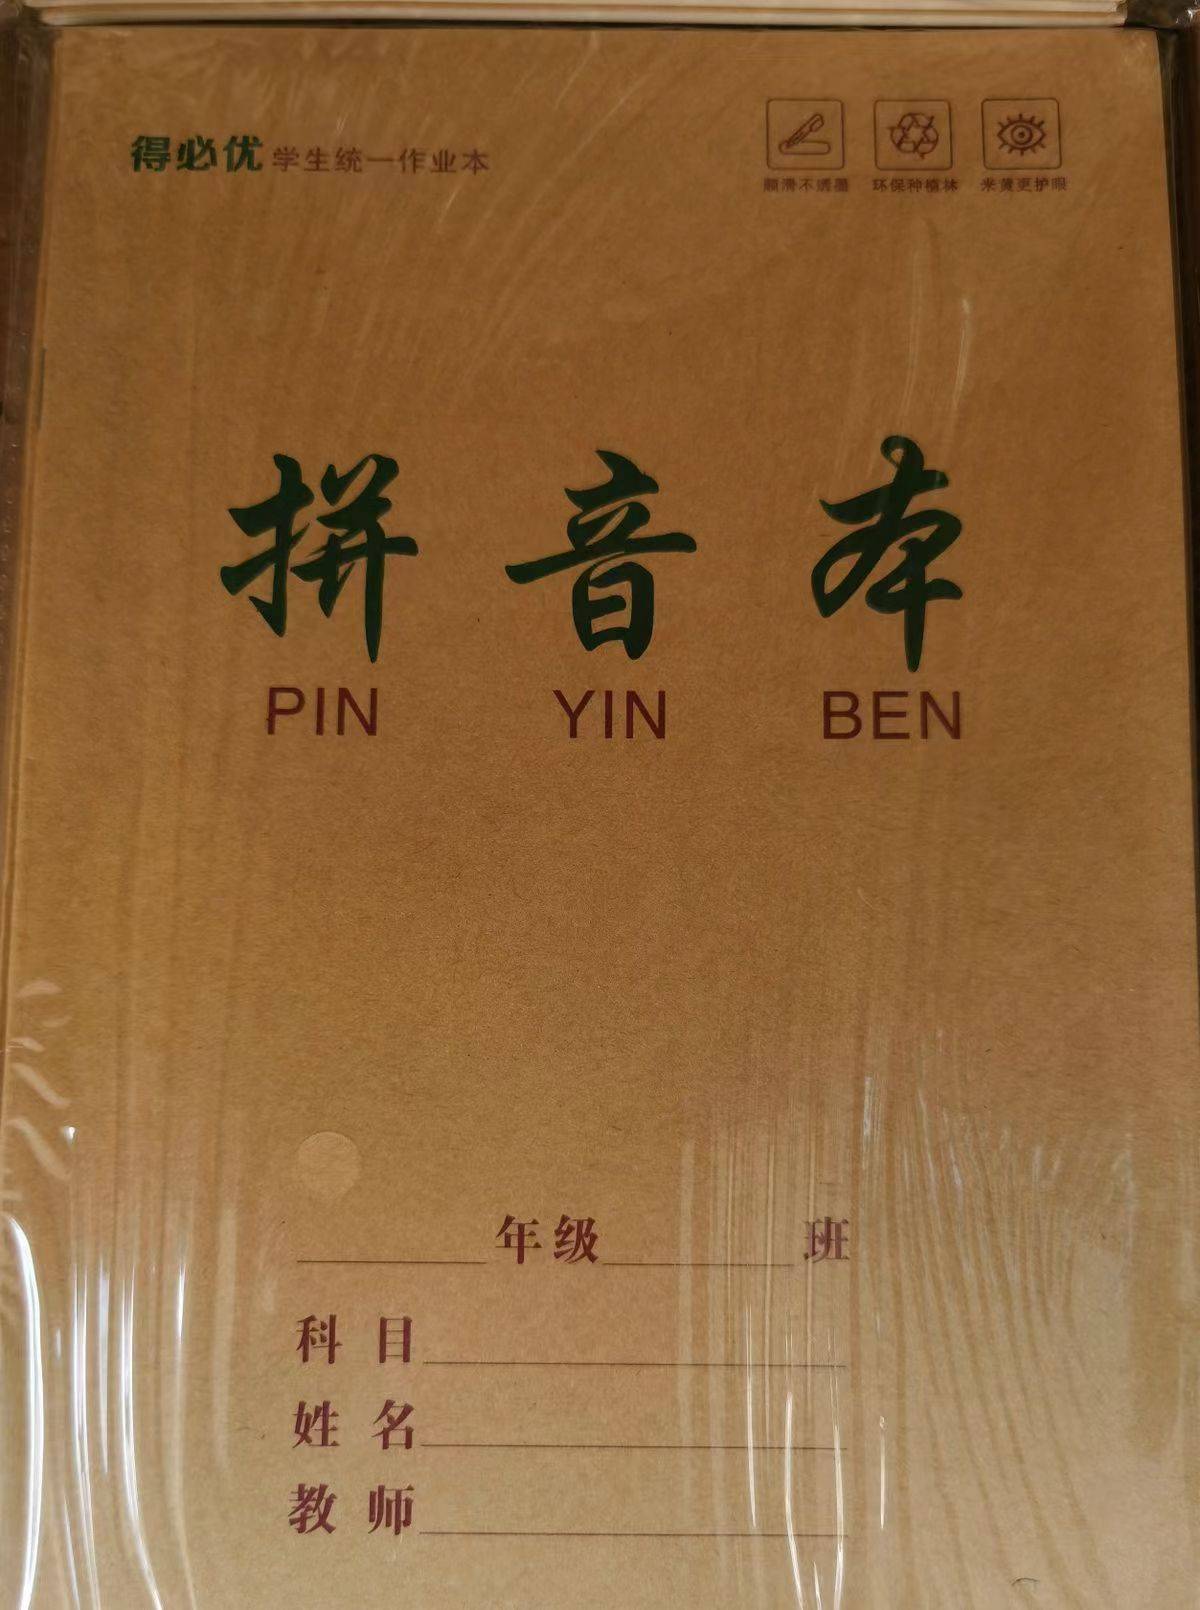 得必优 学生统一作业本
顺滑不绣墨 环保种植林 米黄更护眼
拼 音 本
PIN YIN BEN
年级 班
科 目
姓 名
教 师